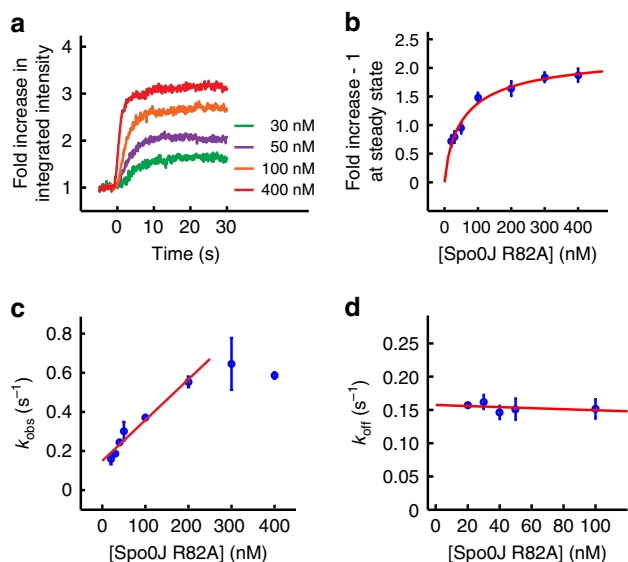 a
Fold increase in
integrated intensity
4
3
2
1
0
10
20
30
Time (s)
30 nM
50 nM
100 nM
400 nM
b
Fold increase - 1
at steady state
2.5
2.0
1.5
1.0
0.5
0
0
100
200
300
400
[Spo0J R82A] (nM)
c
k_obs (s⁻¹)
0.8
0.6
0.4
0.2
0
0
100
200
300
400
[Spo0J R82A] (nM)
d
k_off (s⁻¹)
0.25
0.20
0.15
0.10
0.05
0
0
20
40
60
80
100
[Spo0J R82A] (nM)